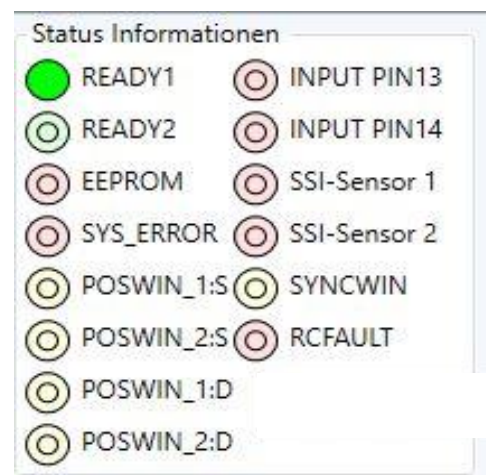 Status Informationen
READY1
INPUT PIN13
READY2
INPUT PIN14
EEPROM
SSI-Sensor 1
SYS_ERROR
SSI-Sensor 2
POSWIN_1:S
SYNCWIN
POSWIN_2:S
RCFAULT
POSWIN_1:D
POSWIN_2:D